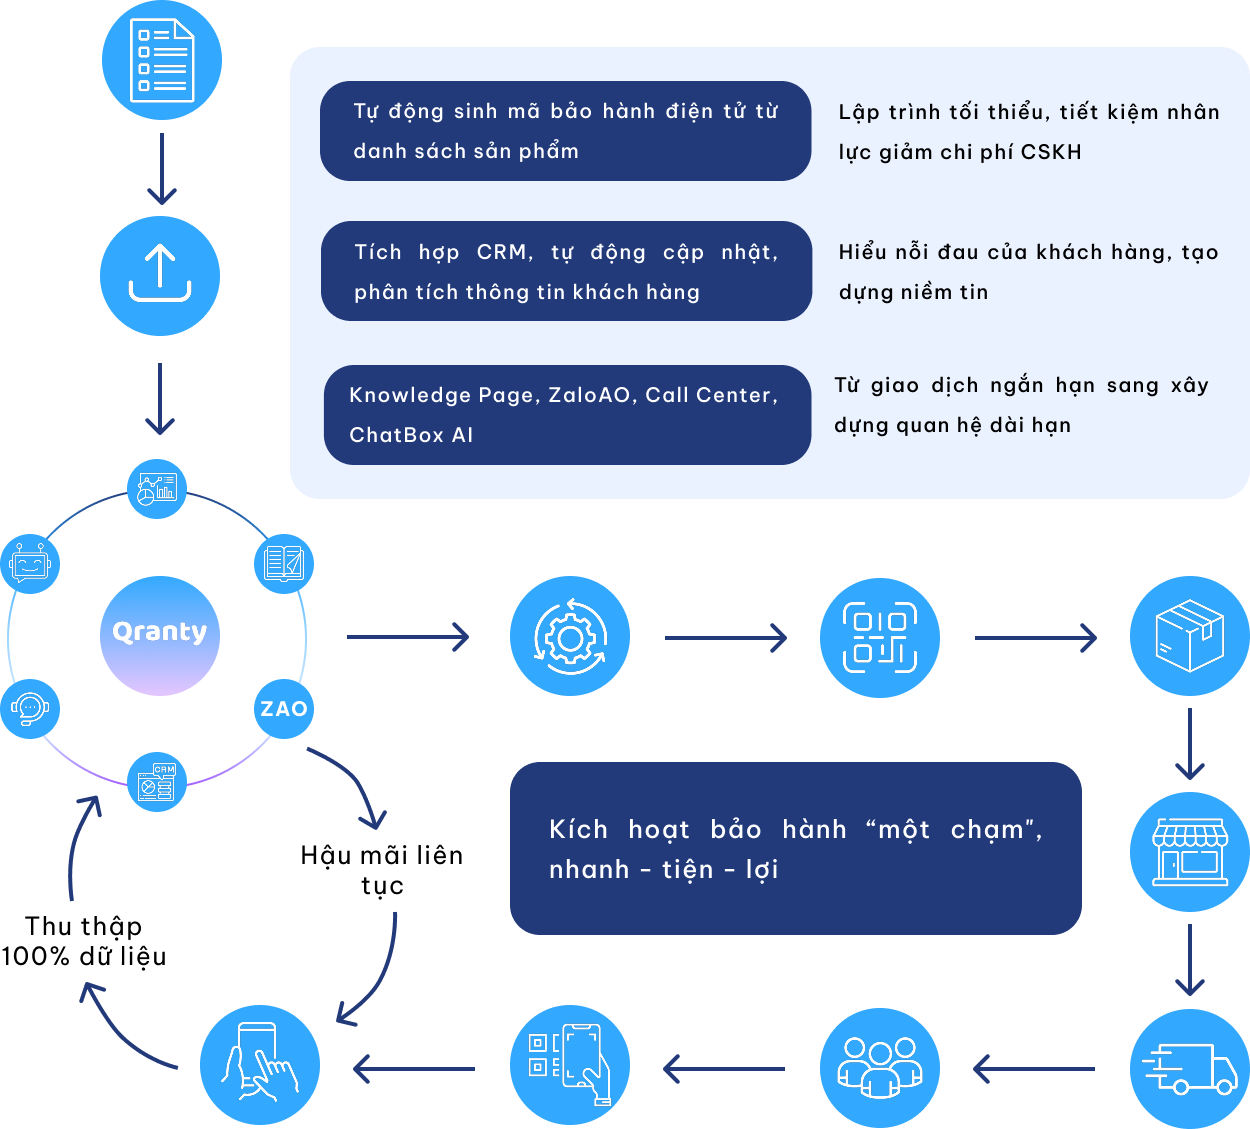 Tự động sinh mã bảo hành điện tử từ
danh sách sản phẩm
Lập trình tối thiểu, tiết kiệm nhân
lực giảm chi phí CSKH
Tích hợp CRM, tự động cập nhật,
phân tích thông tin khách hàng
Hiểu nỗi đau của khách hàng, tạo
dựng niềm tin
Knowledge Page, ZaloAO, Call Center,
ChatBox AI
Từ giao dịch ngắn hạn sang xây
dựng quan hệ dài hạn
Qranty
ZAO
CRM
Kích hoạt bảo hành “một chạm",
nhanh - tiện - lợi
Hậu mãi liên
tục
Thu thập
100% dữ liệu